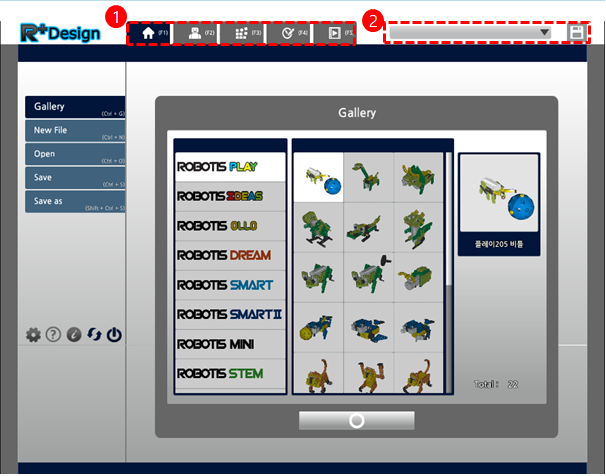 1
2
R+Design
(F1)
(F2)
(F3)
(F4)
(F5)
Gallery
(Ctrl + G)
New File
(Ctrl + N)
Open
(Ctrl + O)
Save
(Ctrl + S)
Save as
(Shift + Ctrl + S)
Gallery
ROBOTIS PLAY
ROBOTIS IDEAS
ROBOTIS OLLO
ROBOTIS DREAM
ROBOTIS SMART
ROBOTIS SMART II
ROBOTIS MINI
ROBOTIS STEM
플레이205 비틀
Total : 22